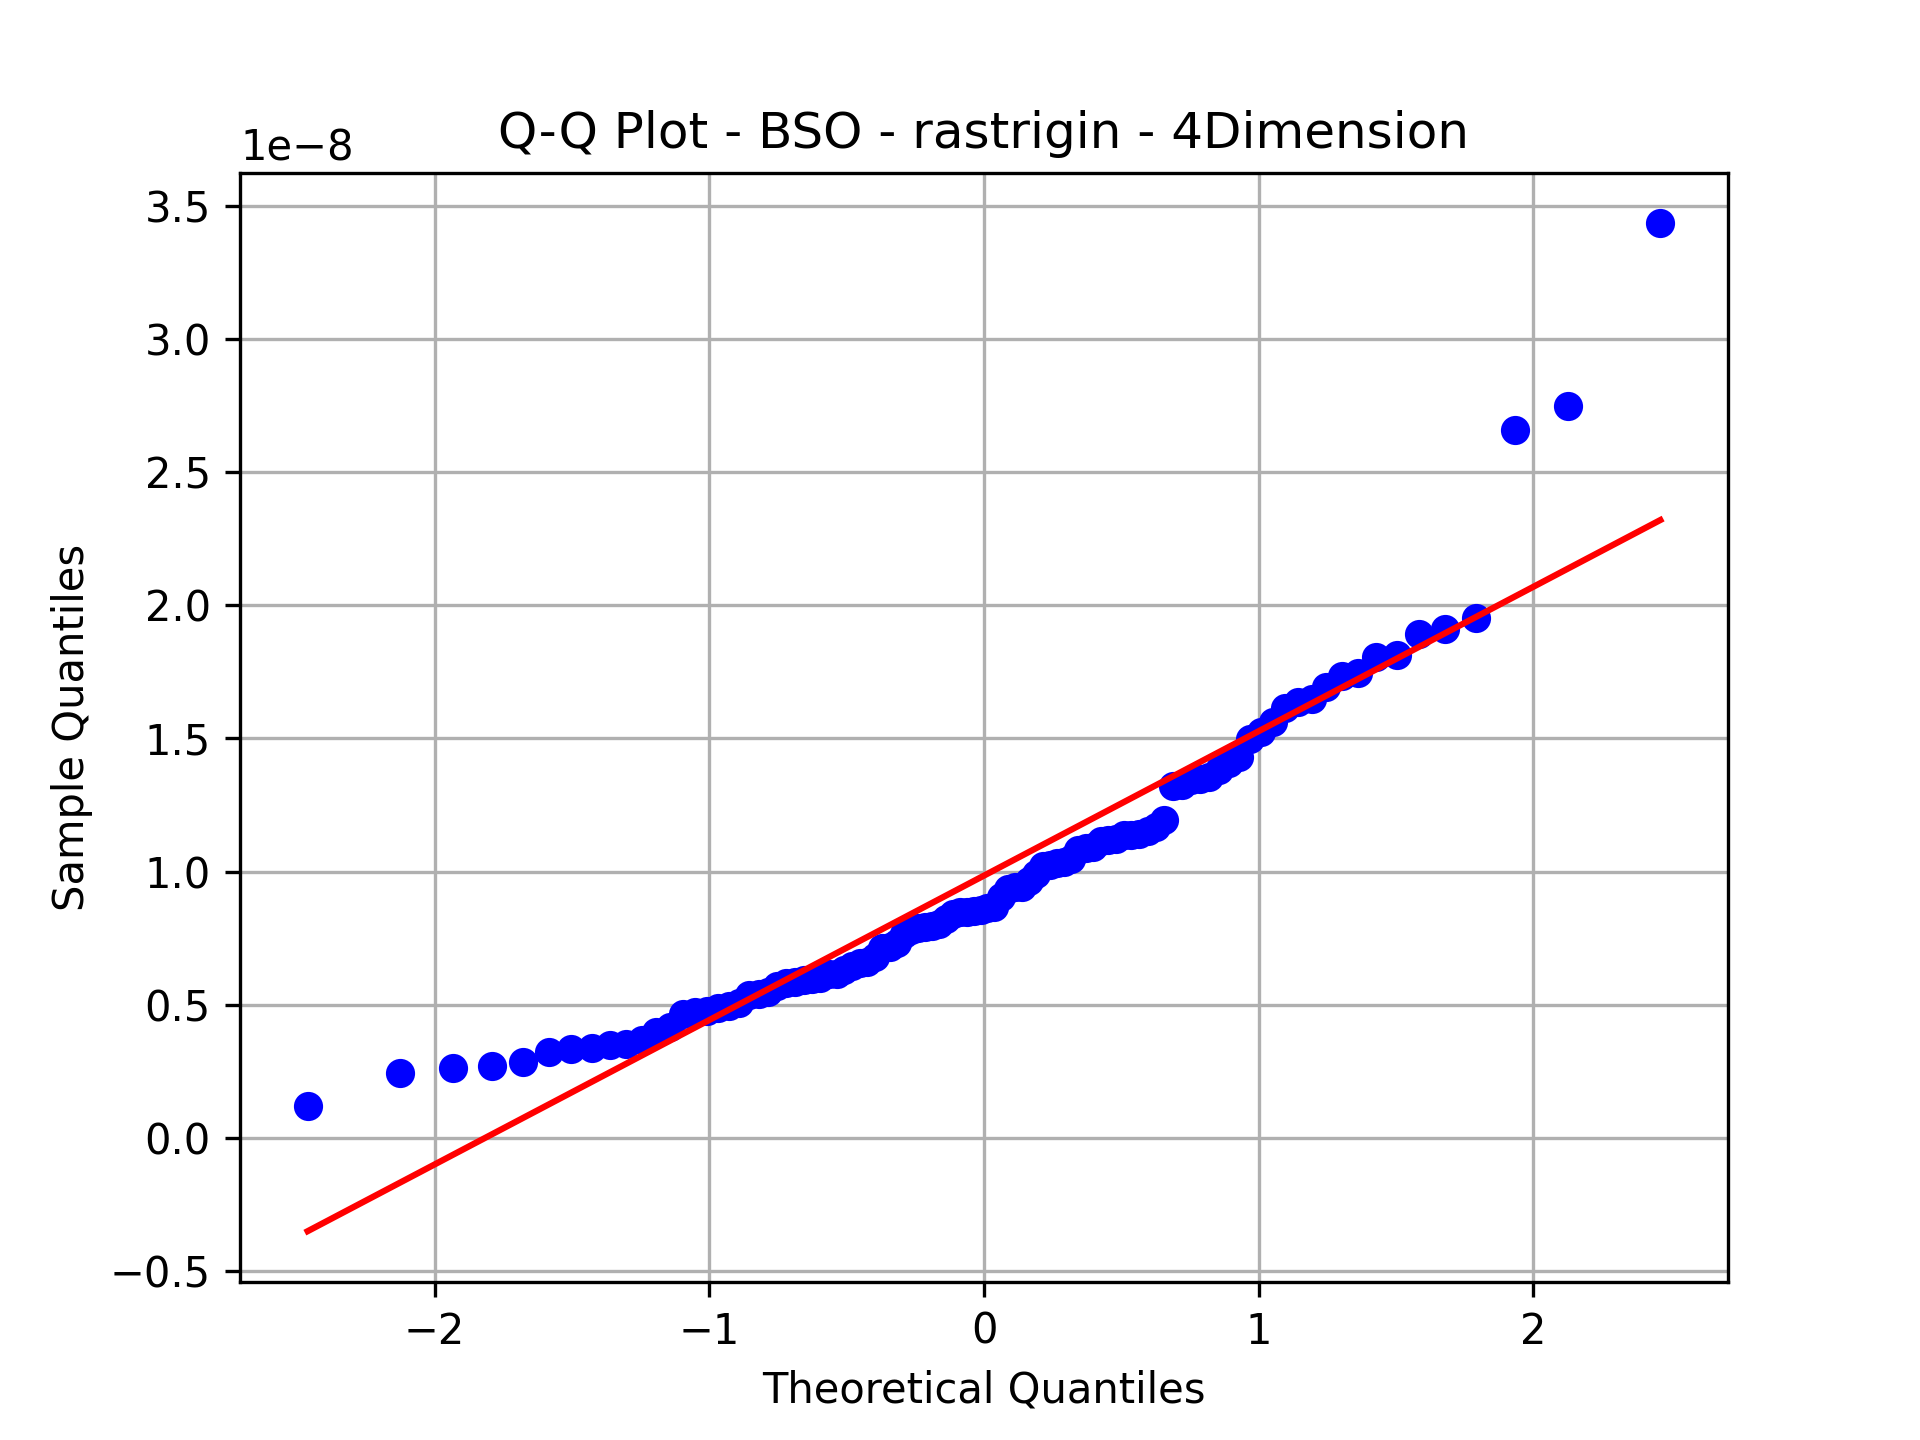 Q-Q Plot - BSO - rastrigin - 4Dimension
1e−8
3.5
3.0
2.5
2.0
1.5
1.0
0.5
0.0
−0.5
Sample Quantiles
−2 −1 0 1 2
Theoretical Quantiles